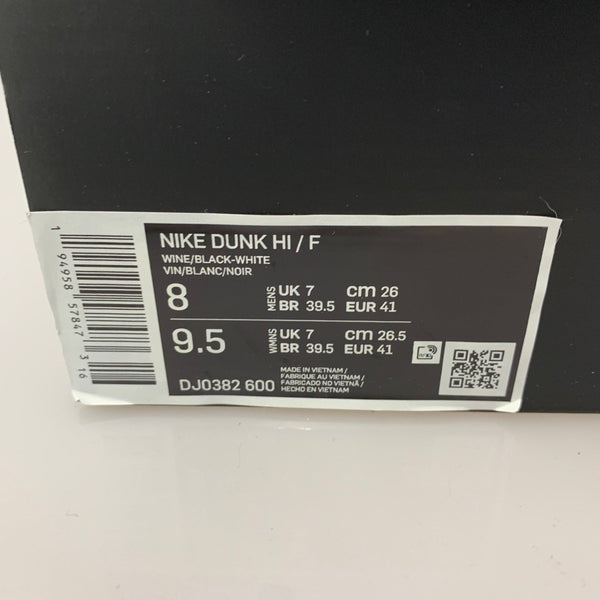 NIKE DUNK HI / F
WINE/BLACK-WHITE
VIN/BLANC/NOIR
8 MENS UK 7 cm 26
BR 39.5 EUR 41
9.5 WMNS UK 7 cm 26.5
BR 39.5 EUR 41
DJ0382 600
MADE IN VIETNAM /
FABRIQUE AU VIETNAM /
FABRICADO NO VIETNÃ /
HECHO EN VIETNAM
1 94958 57847 3 16